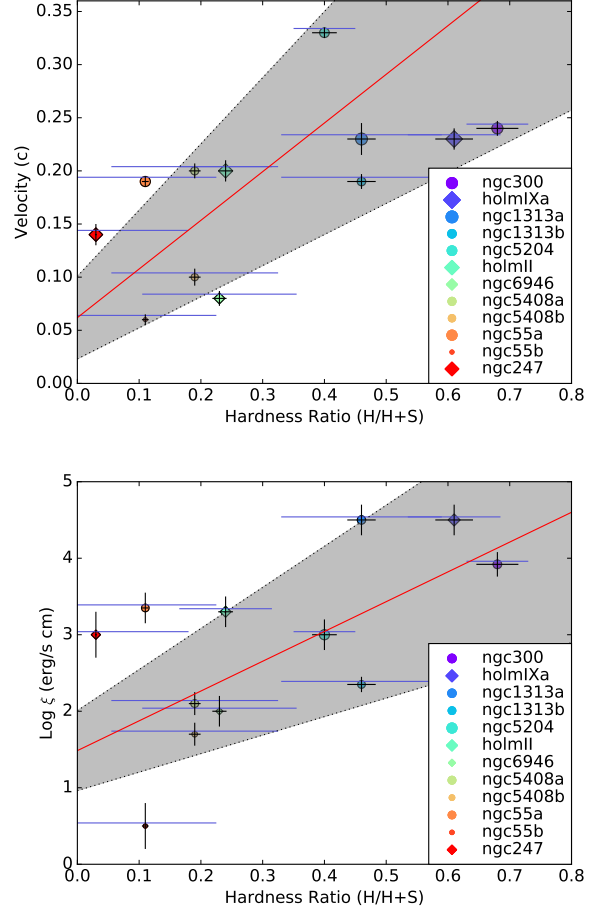 0.35
0.30
0.25
0.20
0.15
0.10
0.05
0.00
Velocity (c)
0.0 0.1 0.2 0.3 0.4 0.5 0.6 0.7 0.8
Hardness Ratio (H/H+S)
ngc300
holmIXa
ngc1313a
ngc1313b
ngc5204
holmII
ngc6946
ngc5408a
ngc5408b
ngc55a
ngc55b
ngc247
5
4
3
2
1
0
Log ξ (erg/s cm)
0.0 0.1 0.2 0.3 0.4 0.5 0.6 0.7 0.8
Hardness Ratio (H/H+S)
ngc300
holmIXa
ngc1313a
ngc1313b
ngc5204
holmII
ngc6946
ngc5408a
ngc5408b
ngc55a
ngc55b
ngc247